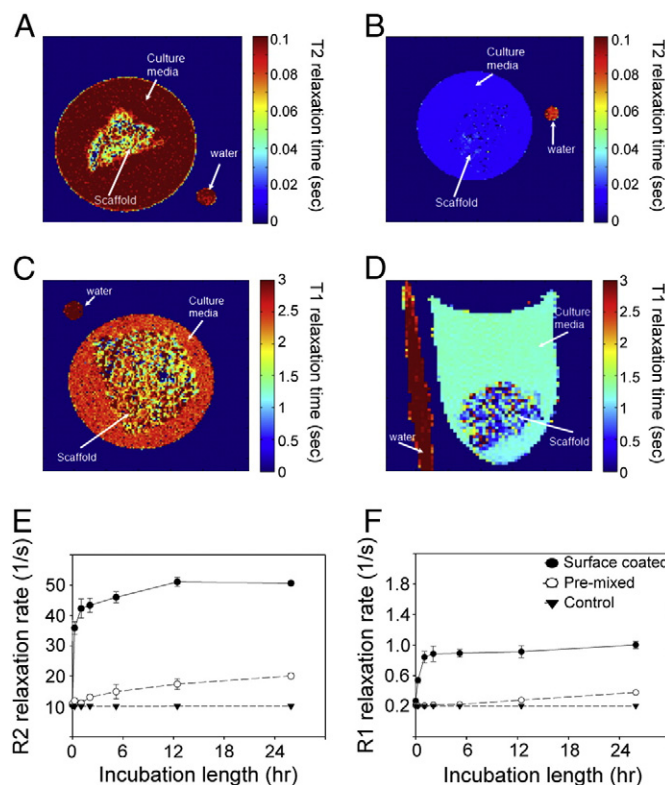 A
Culture
media
water
Scaffold
0.1
0.08
0.06
0.04
0.02
0
T2 relaxation time (sec)
B
Culture
media
water
Scaffold
0.1
0.08
0.06
0.04
0.02
0
T2 relaxation time (sec)
C
water
Culture
media
Scaffold
3
2.5
2
1.5
1
0.5
0
T1 relaxation time (sec)
D
Culture
media
water
Scaffold
3
2.5
2
1.5
1
0.5
0
T1 relaxation time (sec)
E
R2 relaxation rate (1/s)
50
40
30
20
10
0 6 12 18 24
Incubation length (hr)
F
R1 relaxation rate (1/s)
1.8
1.4
1.0
0.6
0.2
0 6 12 18 24
Incubation length (hr)
Surface coated
Pre-mixed
Control